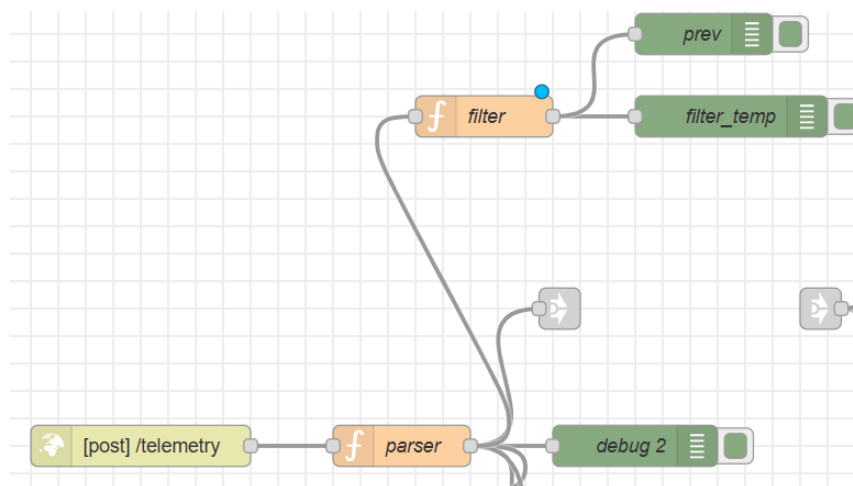 prev
filter
filter_temp
[post] /telemetry
parser
debug 2